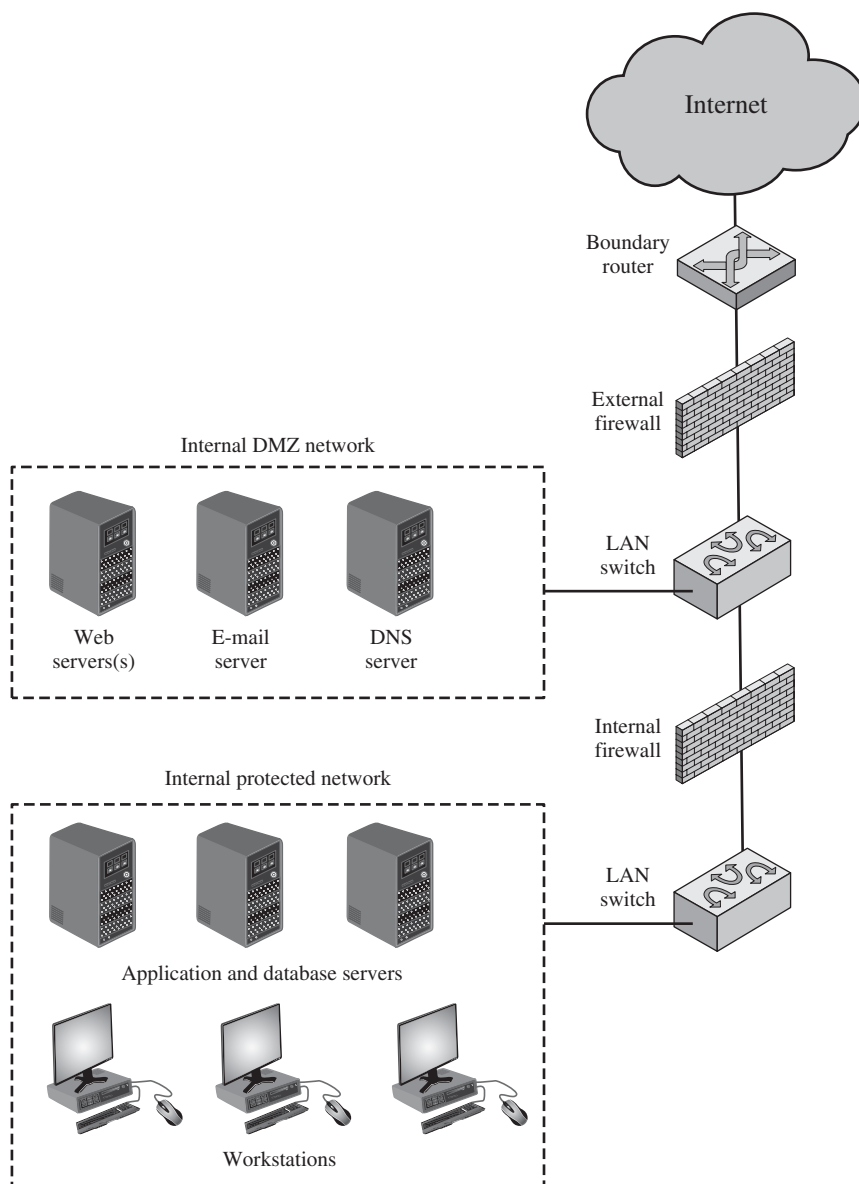 Internet
Boundary
router
External
firewall
Internal DMZ network
LAN
switch
Web
servers(s)
E-mail
server
DNS
server
Internal
firewall
Internal protected network
LAN
switch
Application and database servers
Workstations